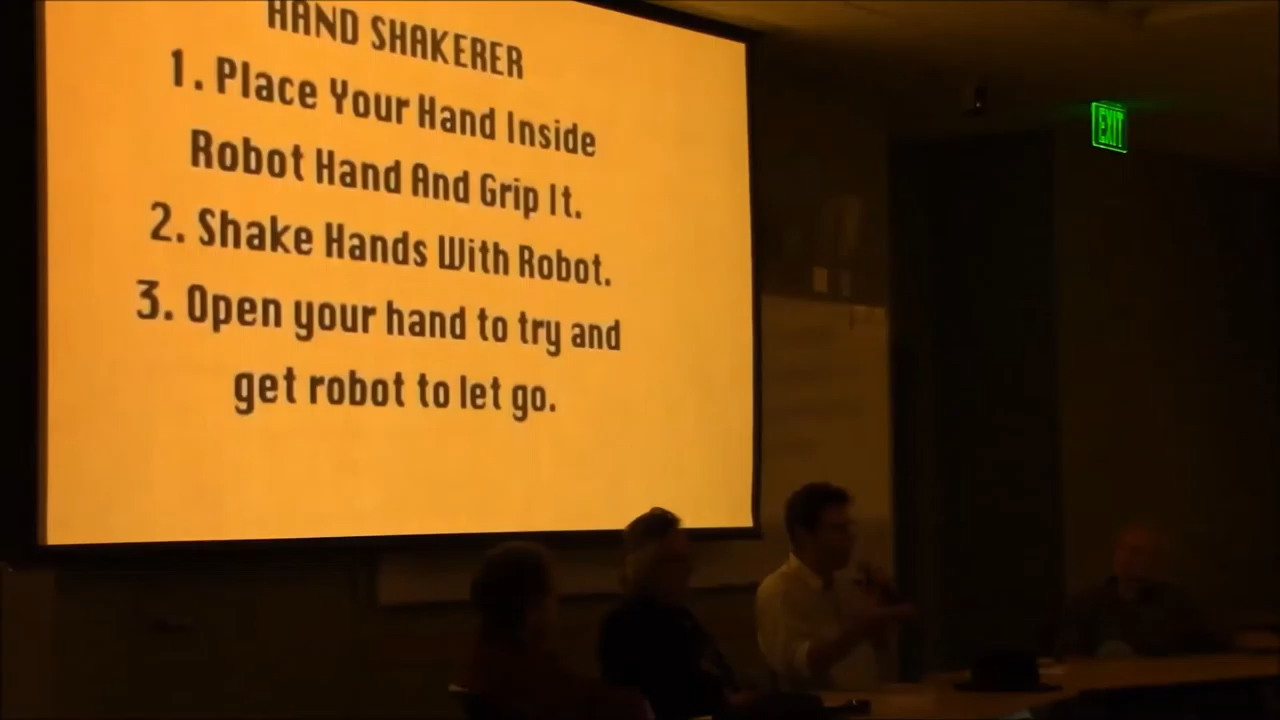 HAND SHAKERER
1. Place Your Hand Inside
Robot Hand And Grip It.
2. Shake Hands With Robot.
3. Open your hand to try and
get robot to let go.
EXIT